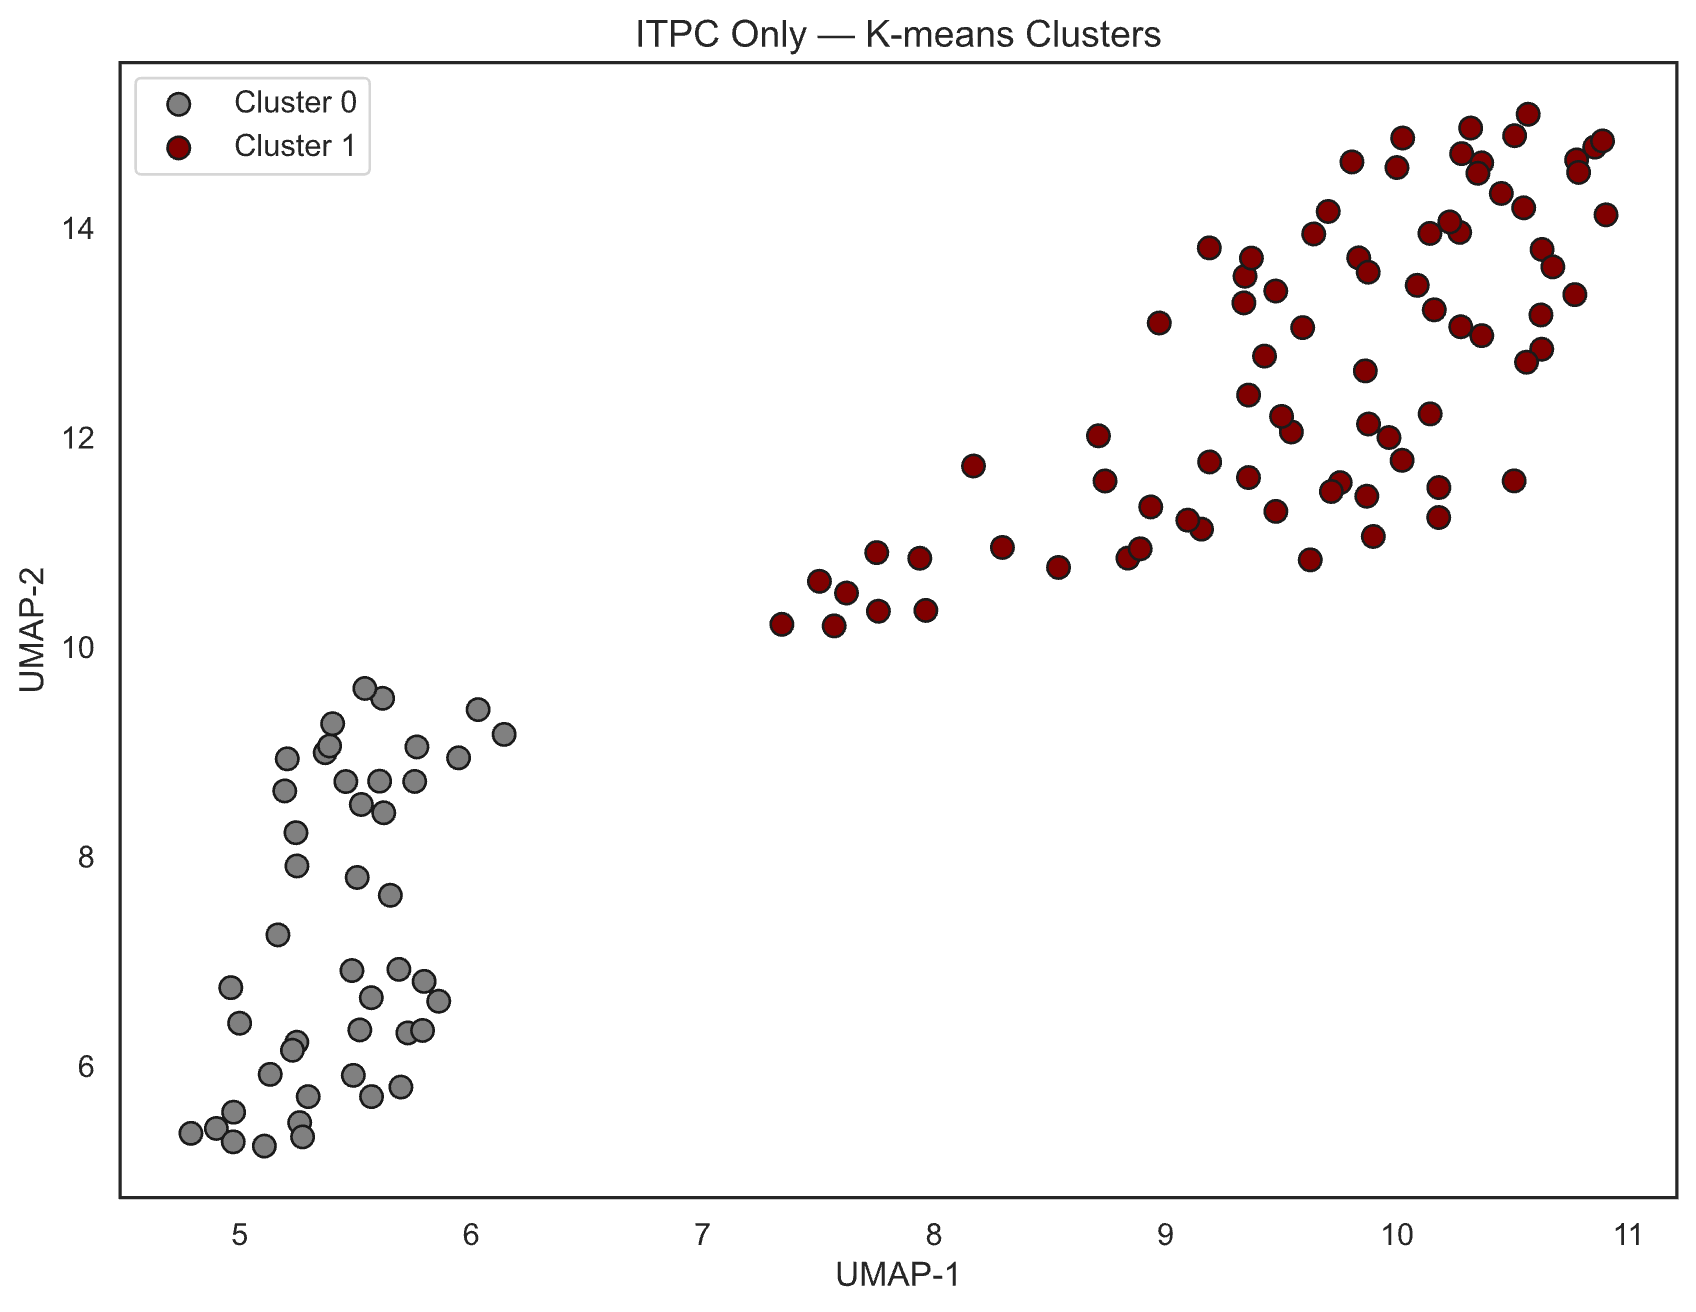 ITPC Only — K-means Clusters
Cluster 0
Cluster 1
UMAP-2
14
12
10
8
6
5 6 7 8 9 10 11
UMAP-1